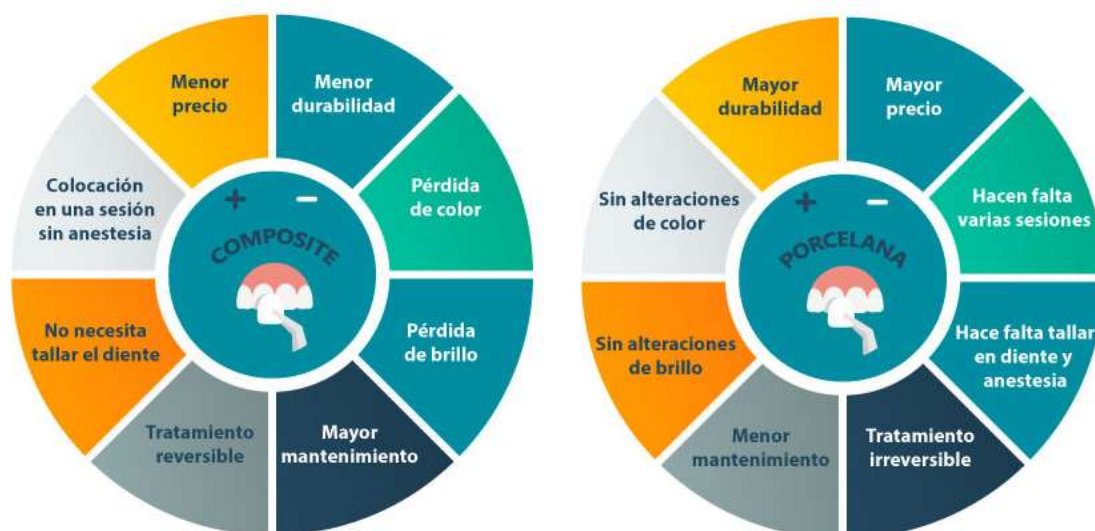 Menor
precio
Menor
durabilidad
Colocación
en una sesión
sin anestesia
Pérdida
de color
+ −
COMPOSITE
No necesita
tallar el diente
Pérdida
de brillo
Tratamiento
reversible
Mayor
mantenimiento
Mayor
durabilidad
Mayor
precio
Sin alteraciones
de color
Hacen falta
varias sesiones
+ −
PORCELANA
Sin alteraciones
de brillo
Hace falta tallar
en diente y
anestesia
Menor
mantenimiento
Tratamiento
irreversible